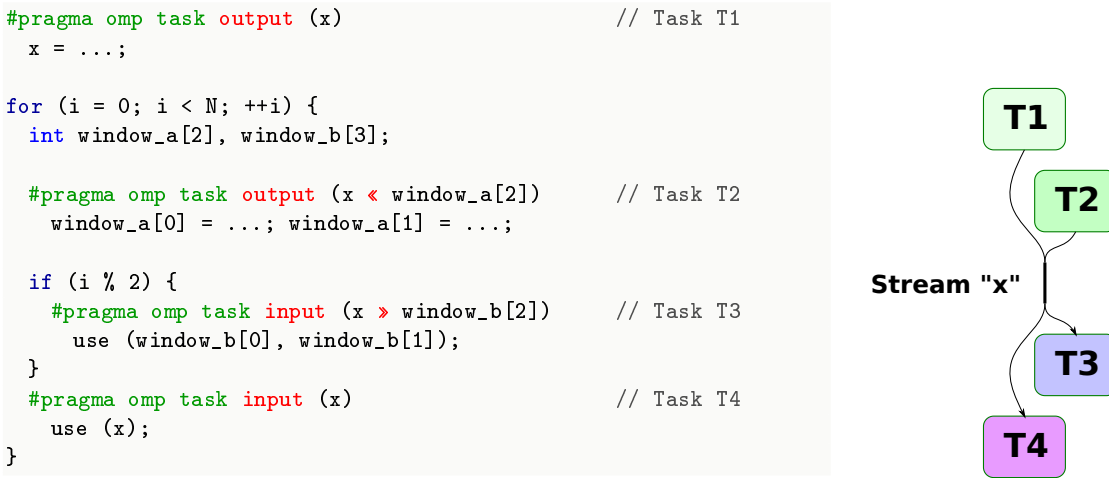 #pragma omp task output (x) // Task T1
x = ...;
for (i = 0; i < N; ++i) {
int window_a[2], window_b[3];
#pragma omp task output (x « window_a[2]) // Task T2
window_a[0] = ...; window_a[1] = ...;
if (i % 2) {
#pragma omp task input (x » window_b[2]) // Task T3
use (window_b[0], window_b[1]);
}
#pragma omp task input (x) // Task T4
use (x);
}
T1
T2
Stream "x"
T3
T4